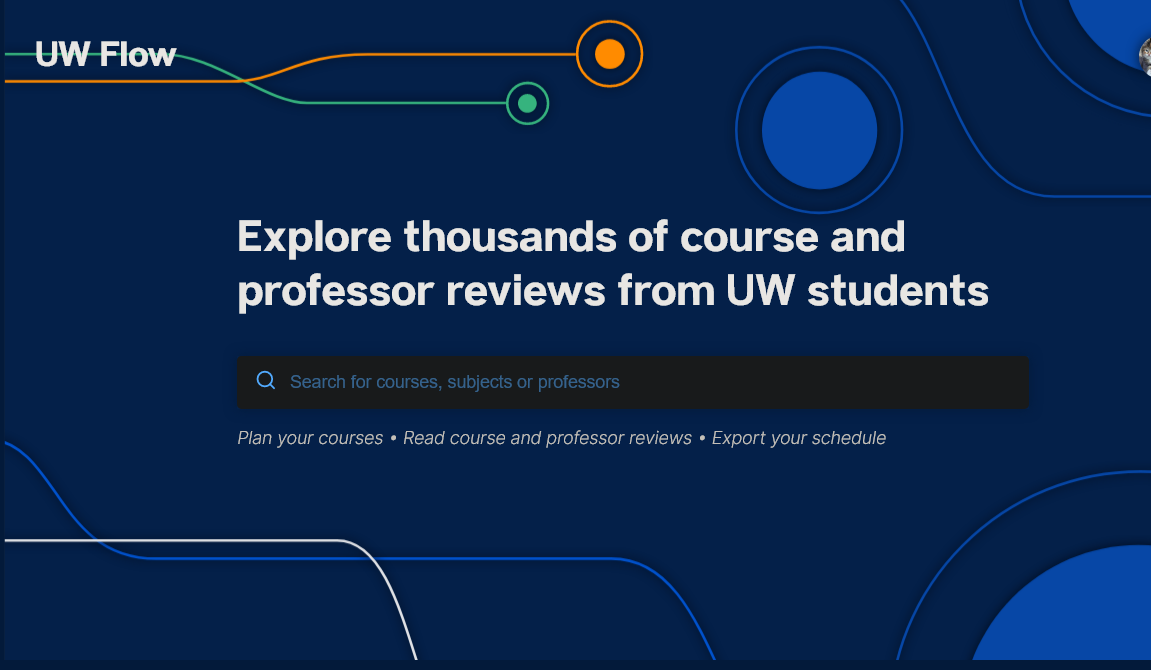 UW Flow
Explore thousands of course and
professor reviews from UW students
Search for courses, subjects or professors
Plan your courses • Read course and professor reviews • Export your schedule